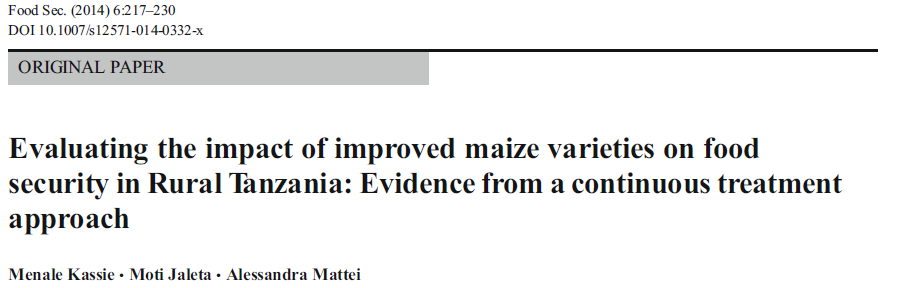 Food Sec. (2014) 6:217–230
DOI 10.1007/s12571-014-0332-x
ORIGINAL PAPER
Evaluating the impact of improved maize varieties on food
security in Rural Tanzania: Evidence from a continuous treatment
approach
Menale Kassie · Moti Jaleta · Alessandra Mattei